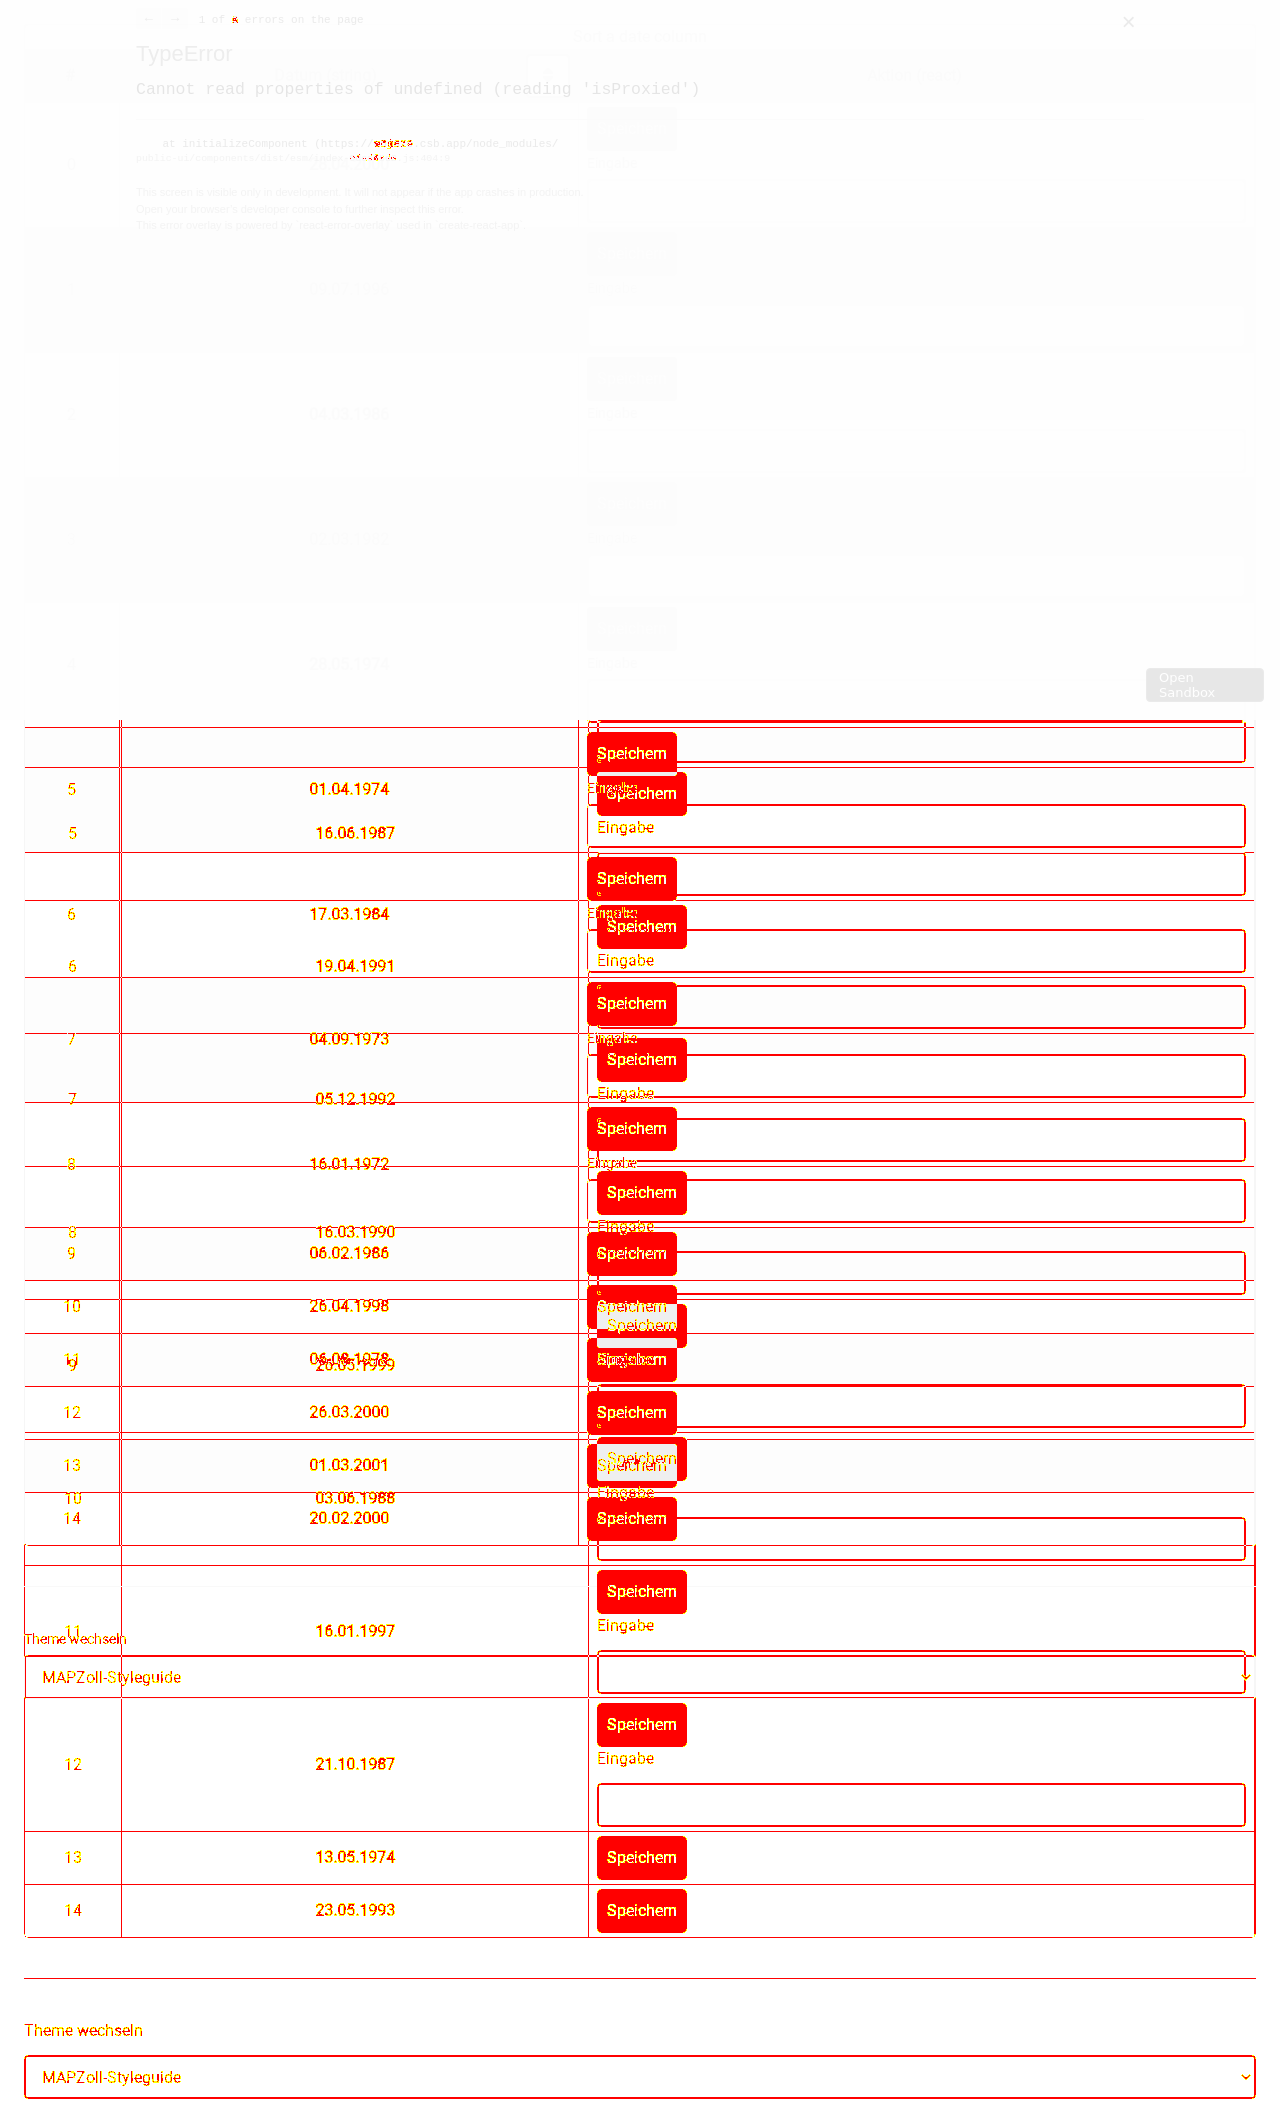 ← → 1 of errors on the page ×
TypeError
Cannot read properties of undefined (reading 'isProxied')
at initializeComponent [https:// .csb.app/node_modules/
This screen is visible only in development. It will not appear if the app crashes in production.
Open your browser's developer console to further inspect this error.
This error overlay is powered by `react-error-overlay` used in `create-react-app`.
Open
Sandbox
Speichern
5 01.04.1974 Eingabe
Speichern
5 16.06.1987 Eingabe
Speichern
6 17.03.1984 Eingabe
Speichern
6 19.04.1991 Eingabe
Speichern
7 04.09.1973 Eingabe
Speichern
7 05.12.1992 Eingabe
Speichern
8 16.01.1972 Eingabe
Speichern
8 16.03.1990 Eingabe
9 06.02.1986 Speichern
10 26.04.1998 Speichern
Speichern
11 06.08.1978 Speichern
9 20.05.1999
12 26.03.2000 Speichern
Speichern
13 01.03.2001 Speichern
10 03.06.1988 Eingabe
14 20.02.2000 Speichern
Speichern
11 16.01.1997 Eingabe
Theme wechseln
MAPZoll-Styleguide
Speichern
12 21.10.1987 Eingabe
13 13.05.1974 Speichern
14 23.05.1993 Speichern
Theme wechseln
MAPZoll-Styleguide